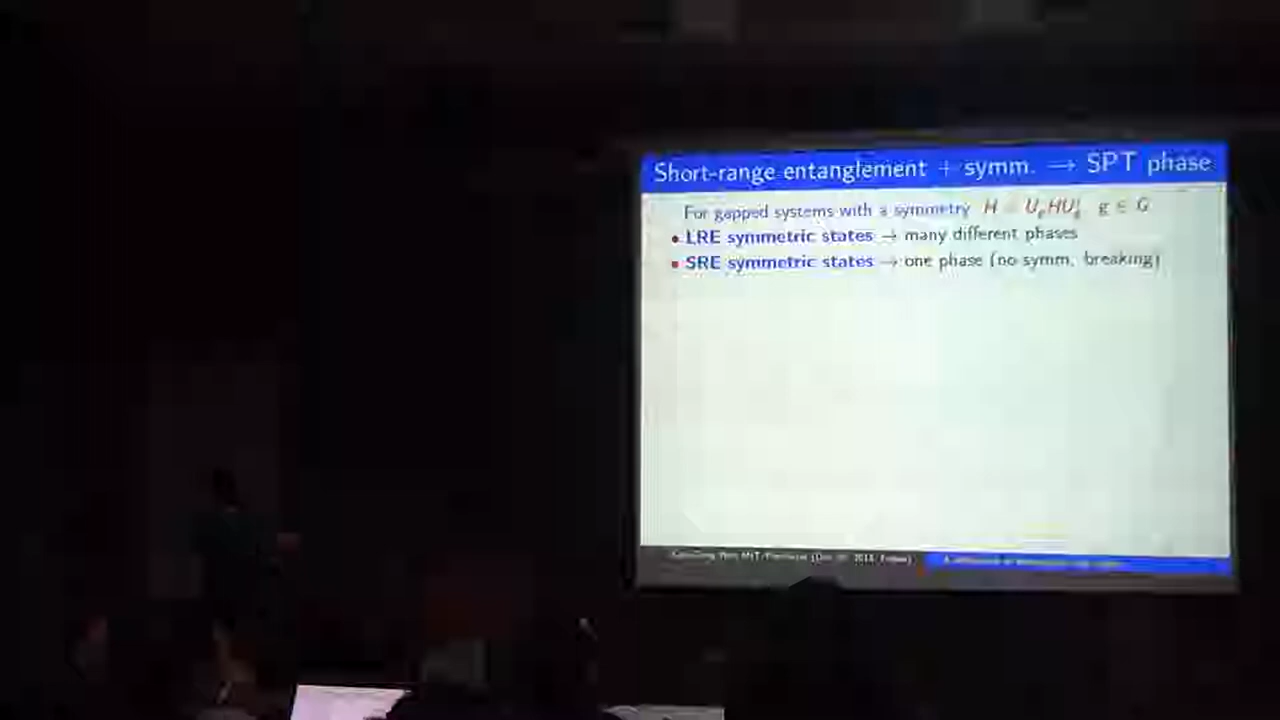 Short-range entanglement + symm. → SPT phase
For gapped systems with a symmetry H = U_g H U_g^†, g ∈ G
• LRE symmetric states → many different phases
• SRE symmetric states → one phase (no symm. breaking)